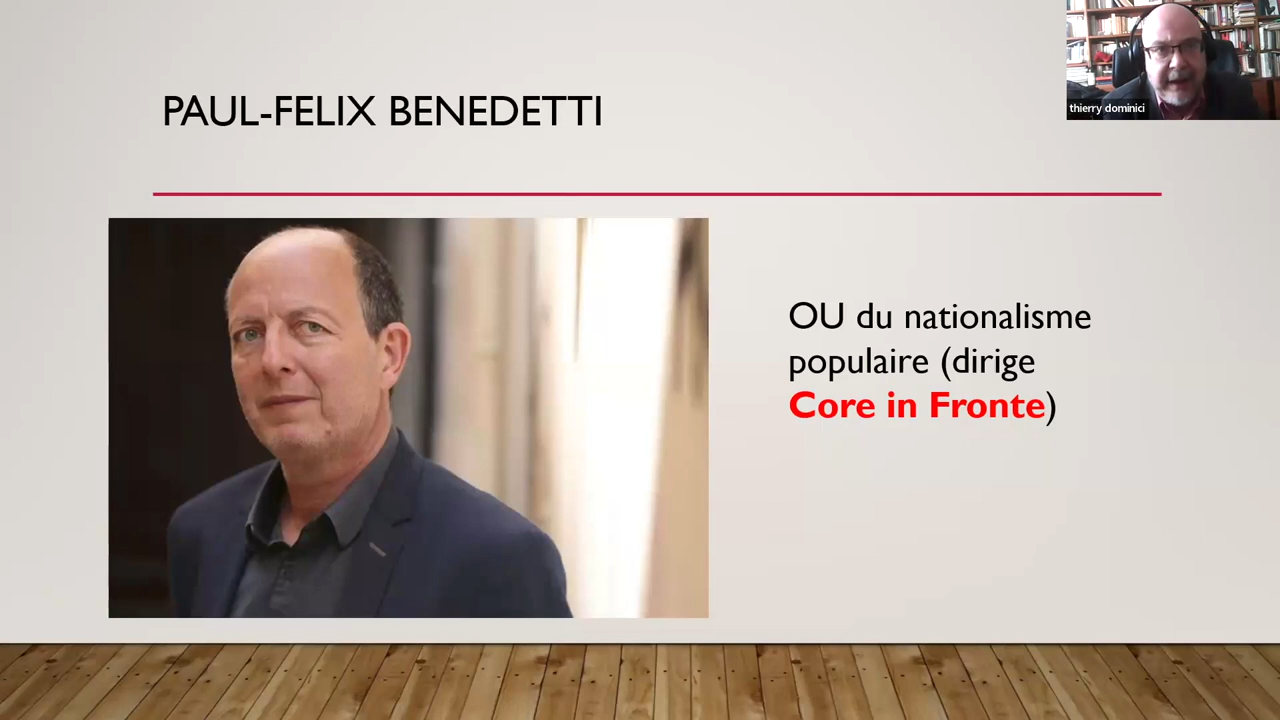 PAUL-FELIX BENEDETTI
thierry dominici
OU du nationalisme
populaire (dirige
Core in Fronte)